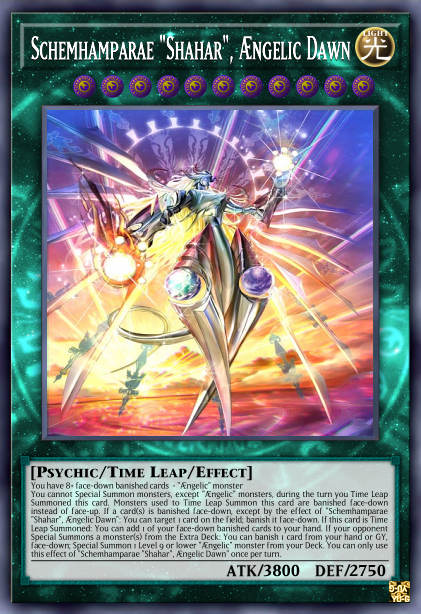 Schemhamparae "Shahar", Ængelic Dawn
LIGHT
光
[Psychic/Time Leap/Effect]
You have 8+ face-down banished cards - "Ængelic" monster
You cannot Special Summon monsters, except "Ængelic" monsters, during the turn you Time Leap
Summoned this card. Monsters used to Time Leap Summon this card are banished face-down
instead of face-up. If a card(s) is banished face-down, except by the effect of "Schemhamparae
"Shahar", Ængelic Dawn": You can target 1 card on the field; banish it face-down. If this card is Time
Leap Summoned: You can add 1 of your face-down banished cards to your hand. If your opponent
Special Summons a monster(s) from the Extra Deck: You can banish 1 card from your hand or GY,
face-down; Special Summon 1 Level 9 or lower "Ængelic" monster from your Deck. You can only use
this effect of "Schemhamparae "Shahar", Ængelic Dawn" once per turn.
ATK/3800 DEF/2750